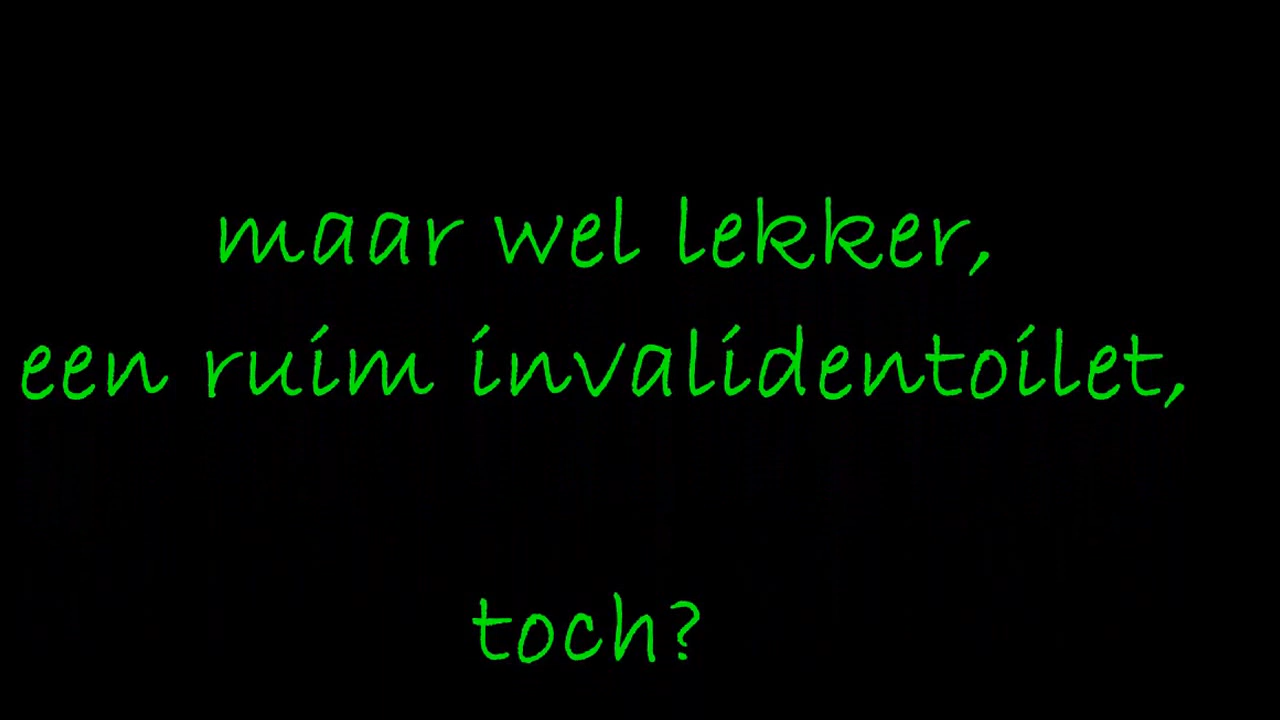 maar wel lekker,
een ruim invalidentoilet,
toch?